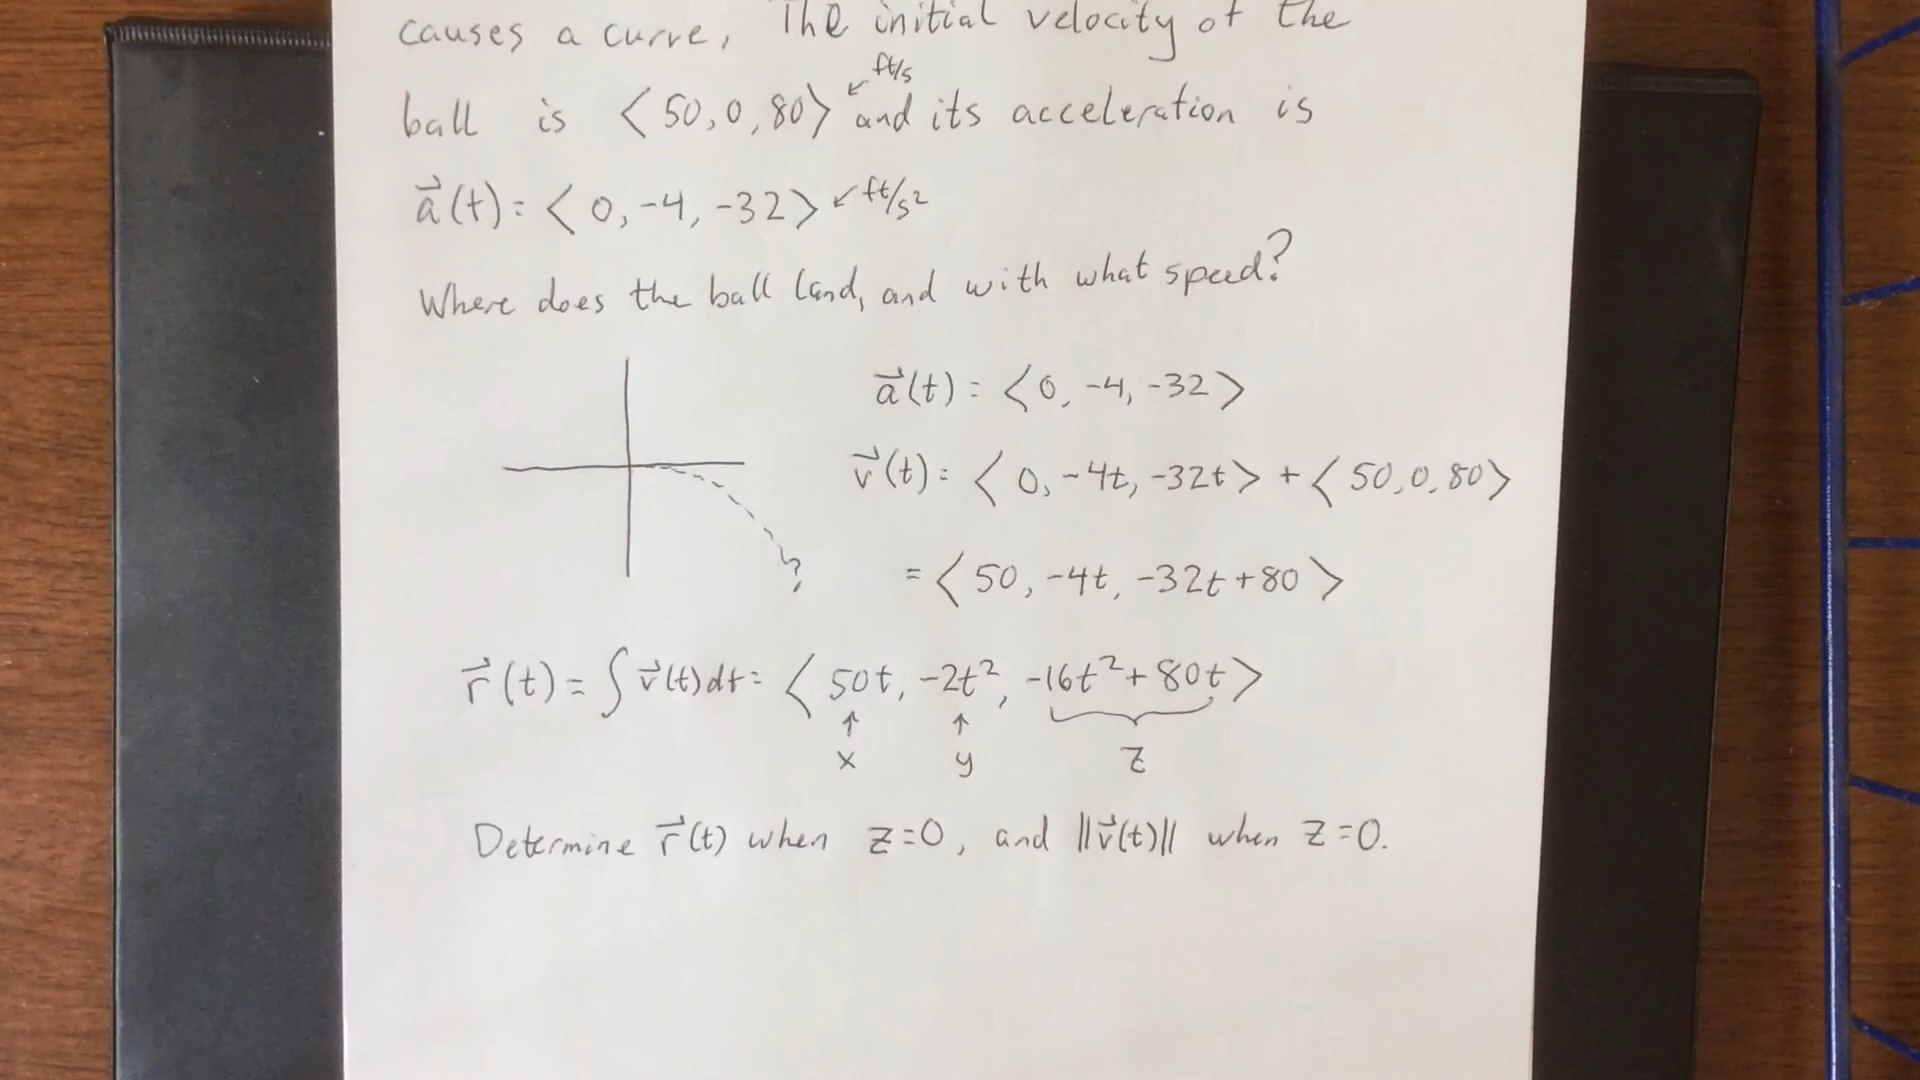 causes a curve, The initial velocity of the
ft/s
ball is ⟨50,0,80⟩ ↙ and its acceleration is
a⃗(t) = ⟨0, -4, -32⟩ ↙ ft/s²
Where does the ball land, and with what speed?
a⃗(t) = ⟨0, -4, -32⟩
v⃗(t) = ⟨0, -4t, -32t⟩ + ⟨50,0,80⟩
= ⟨50, -4t, -32t+80⟩
?
r⃗(t) = ∫v⃗(t)dt = ⟨50t, -2t², -16t²+80t⟩
↑ ↑
x y z
Determine r⃗(t) when z=0, and ||v⃗(t)|| when z=0.